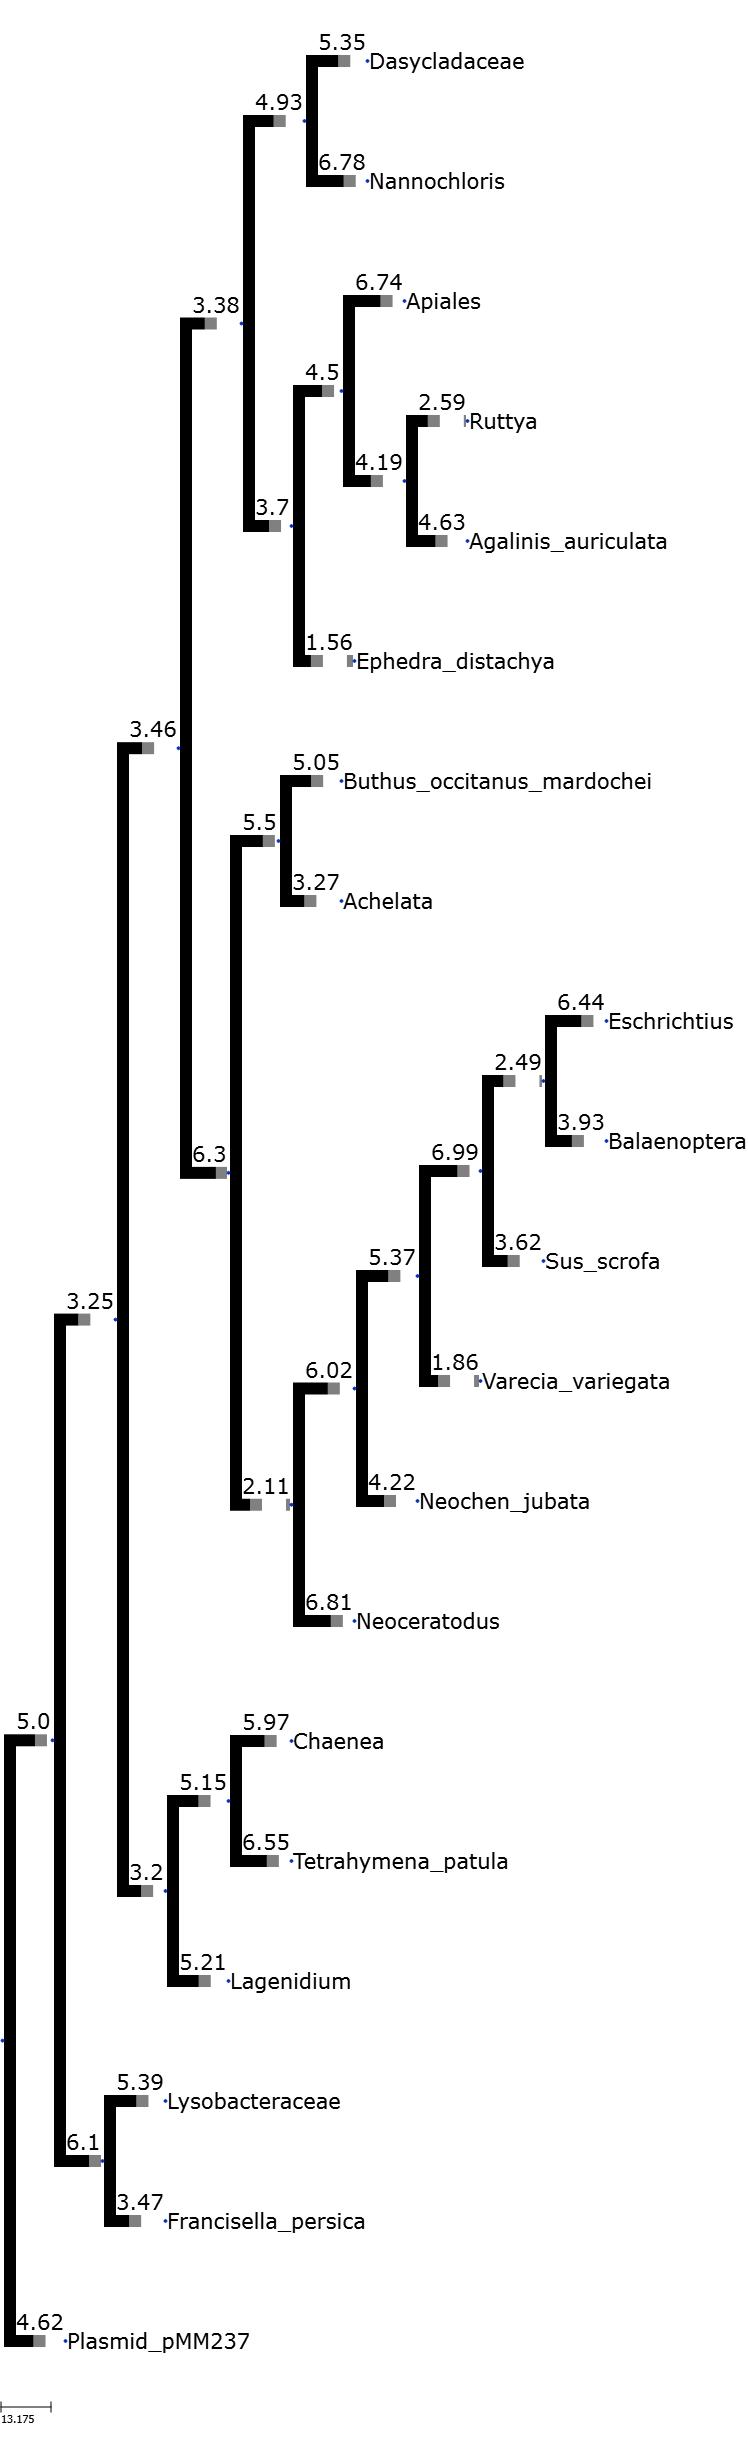 5.35
Dasycladaceae
4.93
6.78
Nannochloris
6.74
Apiales
3.38
4.5
2.59
Ruttya
4.19
3.7
4.63
Agalinis_auriculata
1.56
Ephedra_distachya
3.46
5.05
Buthus_occitanus_mardochei
5.5
3.27
Achelata
6.44
Eschrichtius
2.49
3.93
Balaenoptera
6.3
6.99
3.62
Sus_scrofa
5.37
3.25
1.86
Varecia_variegata
6.02
4.22
Neochen_jubata
2.11
6.81
Neoceratodus
5.0
5.97
Chaenea
5.15
6.55
Tetrahymena_patula
3.2
5.21
Lagenidium
5.39
Lysobacteraceae
6.1
3.47
Francisella_persica
4.62
Plasmid_pMM237
13.175